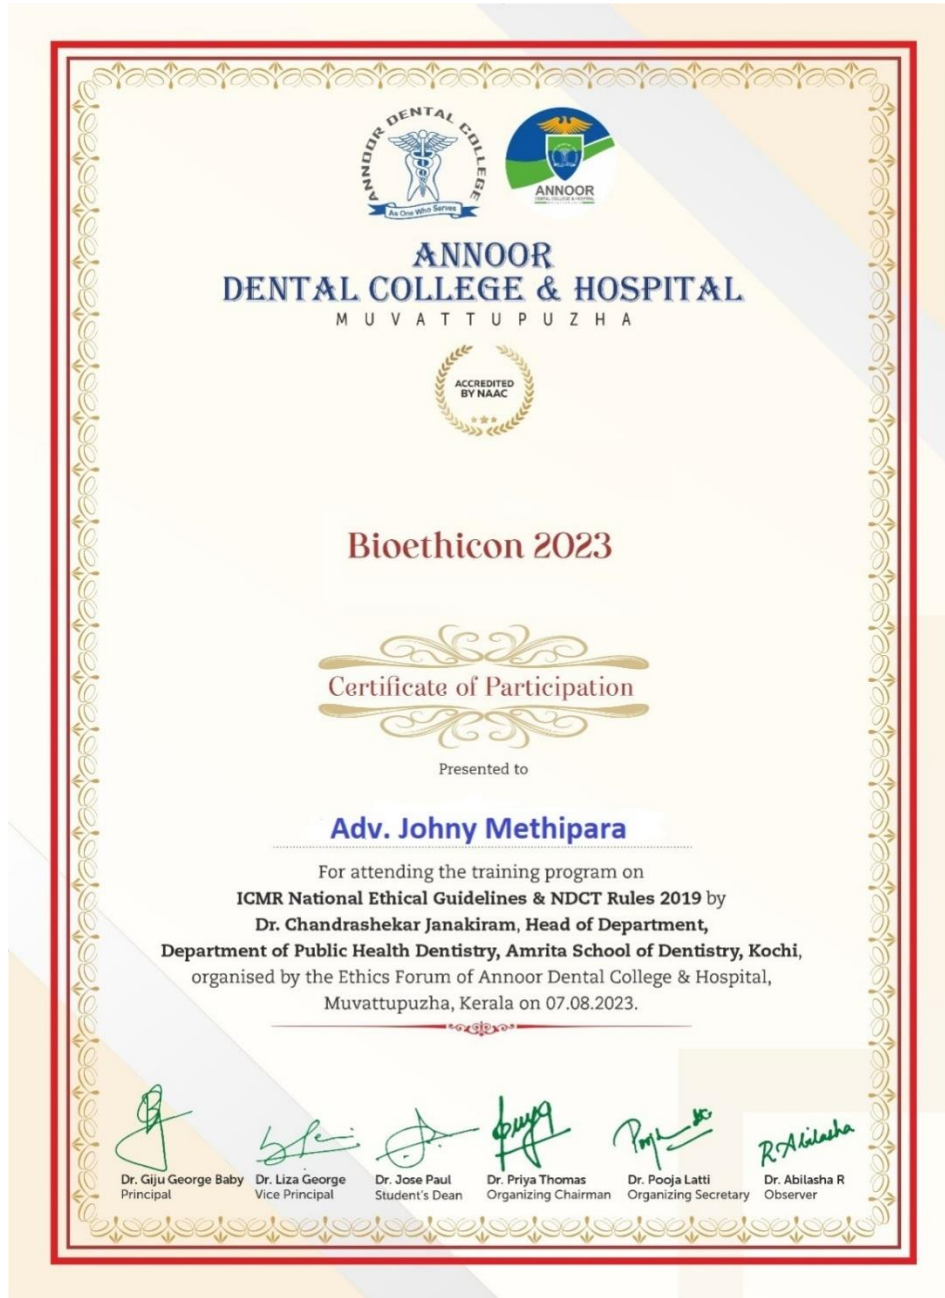 ANNOOR DENTAL COLLEGE
As One Who Serves
ANNOOR
DENTAL COLLEGE & HOSPITAL
ANNOOR
DENTAL COLLEGE & HOSPITAL
MUVATTUPUZHA
ACCREDITED
BY NAAC
Bioethicon 2023
Certificate of Participation
Presented to
Adv. Johny Methipara
For attending the training program on
ICMR National Ethical Guidelines & NDCT Rules 2019 by
Dr. Chandrashekar Janakiram, Head of Department,
Department of Public Health Dentistry, Amrita School of Dentistry, Kochi,
organised by the Ethics Forum of Annoor Dental College & Hospital,
Muvattupuzha, Kerala on 07.08.2023.
R. Abilasha
Dr. Giju George Baby Dr. Liza George Dr. Jose Paul Dr. Priya Thomas Dr. Pooja Latti Dr. Abilasha R
Principal Vice Principal Student's Dean Organizing Chairman Organizing Secretary Observer